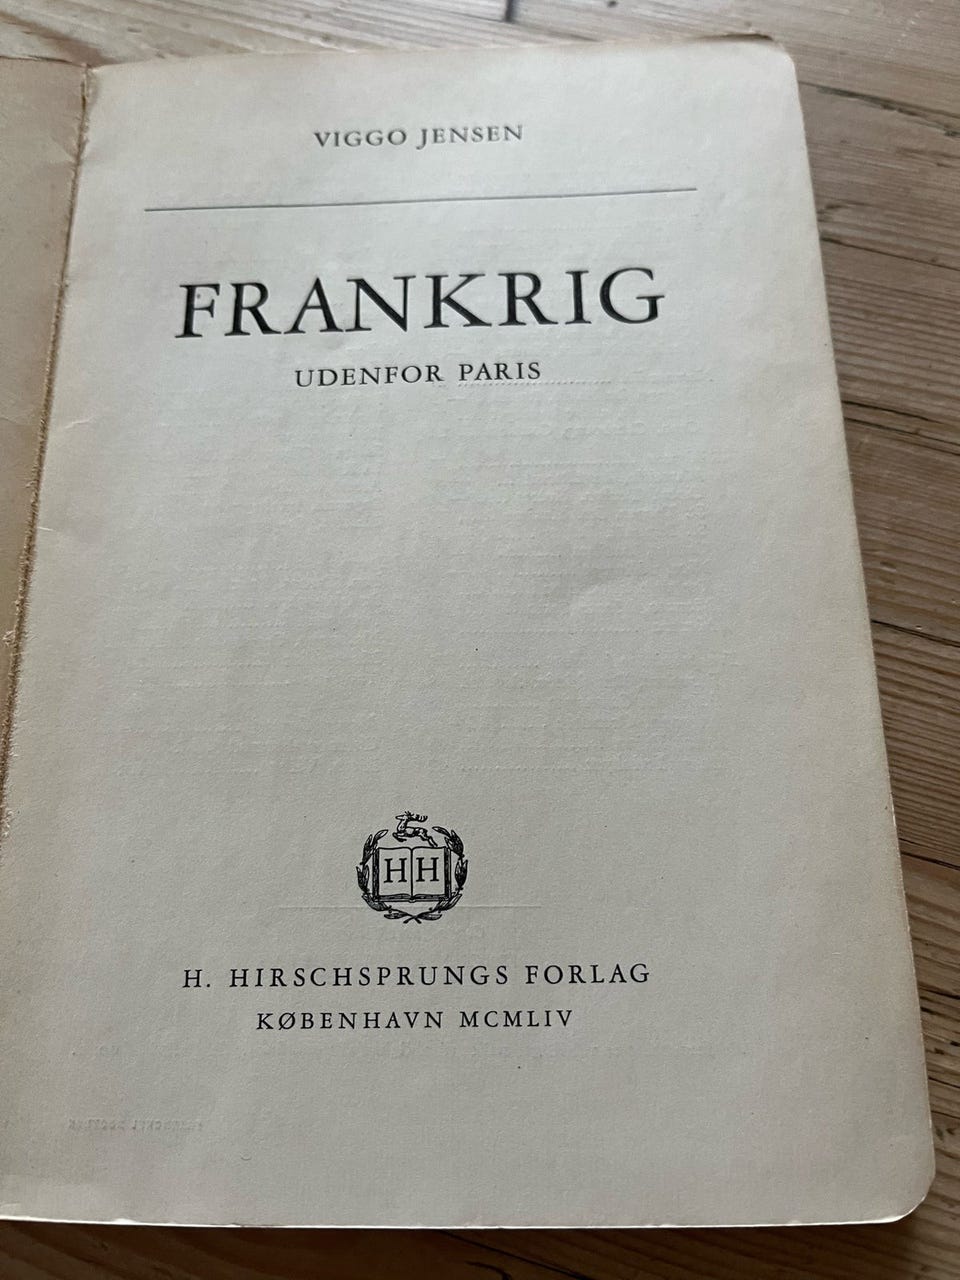 VIGGO JENSEN
FRANKRIG
UDENFOR PARIS
HH
H. HIRSCHSPRUNGS FORLAG
KØBENHAVN MCMLIV